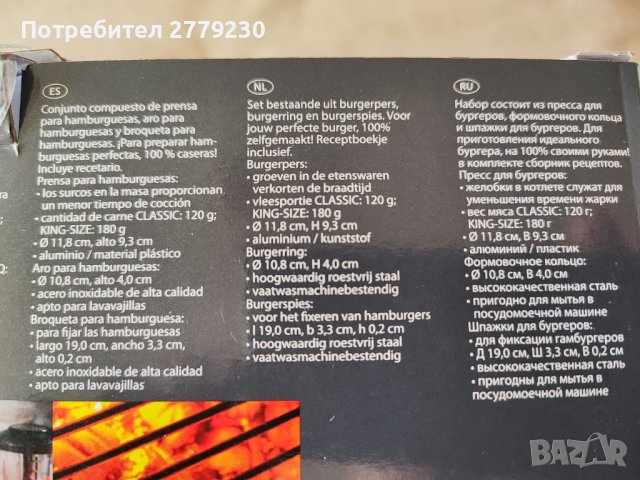 Потребител 2779230
ES
Conjunto compuesto de prensa
para hamburguesas, aro para
hamburguesas y broqueta para
hamburguesas. ¡Para preparar ham-
burguesas perfectas, 100 % caseras!
Incluye recetario.
Prensa para hamburguesas:
• los surcos en la masa proporcionan
un menor tiempo de cocción
• cantidad de carne CLASSIC: 120 g;
KING-SIZE: 180 g
• Ø 11,8 cm, alto 9,3 cm
• aluminio / material plástico
Aro para hamburguesas:
• Ø 10,8 cm, alto 4,0 cm
• acero inoxidable de alta calidad
• apto para lavavajillas
Broqueta para hamburguesa:
• para fijar las hamburguesas
• largo 19,0 cm, ancho 3,3 cm,
alto 0,2 cm
• acero inoxidable de alta calidad
• apto para lavavajillas
NL
Set bestaande uit burgerpers,
burgerring en burgerspies. Voor
jouw perfecte burger, 100%
zelfgemaakt! Receptboekje
inclusief.
Burgerpers:
• groeven in de etenswaren
verkorten de braadtijd
• vleesportie CLASSIC: 120 g;
KING-SIZE: 180 g
• Ø 11,8 cm, H 9,3 cm
• aluminium / kunststof
Burgerring:
• Ø 10,8 cm, H 4,0 cm
• hoogwaardig roestvrij staal
• vaatwasmachinebestendig
Burgerspies:
• voor het fixeren van hamburgers
• l 19,0 cm, b 3,3 cm, h 0,2 cm
• hoogwaardig roestvrij staal
• vaatwasmachinebestendig
RU
Набор состоит из пресса для
бургеров, формовочного кольца
и шпажки для бургеров. Для
приготовления идеального
бургера, на 100% своими руками!
в комплекте сборник рецептов.
Пресс для бургеров:
• желобки в котлете служат для
уменьшения времени жарки
• вес мяса CLASSIC: 120 г;
KING-SIZE: 180 г
• Ø 11,8 см, В 9,3 см
• алюминий / пластик
Формовочное кольцо:
• Ø 10,8 см, В 4,0 см
• высококачественная сталь
• пригодно для мытья в
посудомоечной машине
Шпажки для бургеров:
• для фиксации гамбургеров
• Д 19,0 см, Ш 3,3 см, В 0,2 см
• высококачественная сталь
• пригодны для мытья в
посудомоечной машине
BAZAR